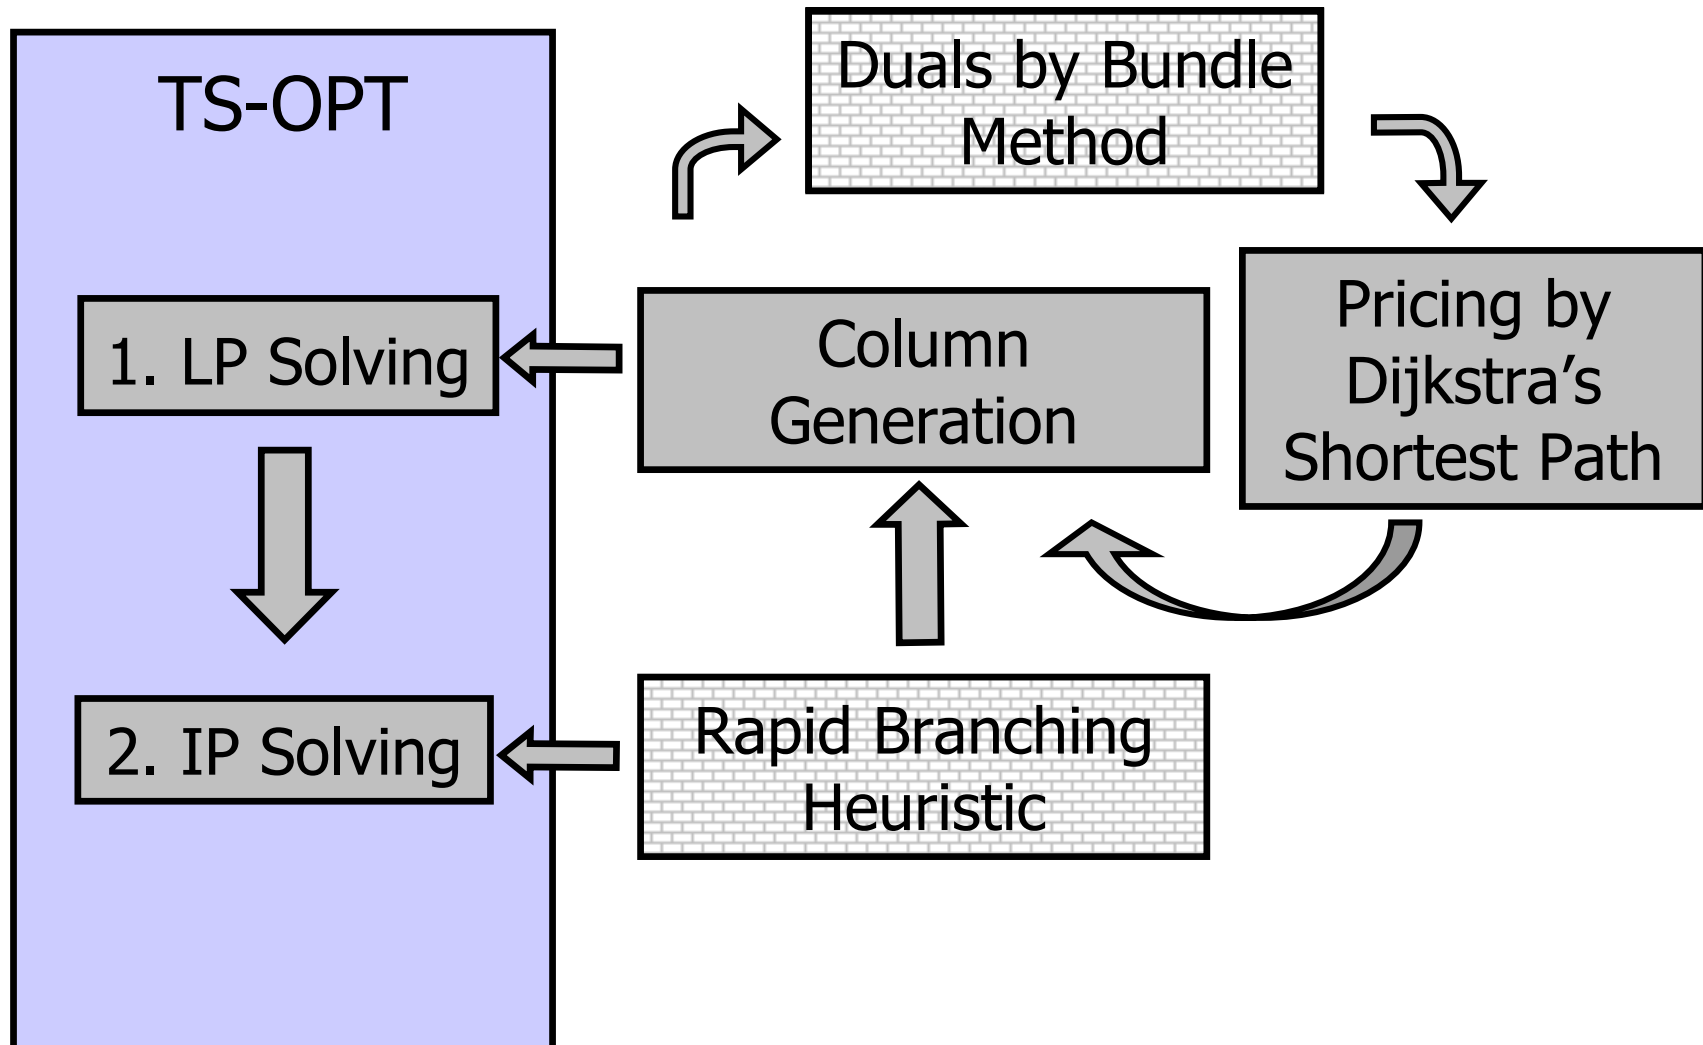 TS-OPT
1. LP Solving
2. IP Solving
Duals by Bundle
Method
Column
Generation
Pricing by
Dijkstra’s
Shortest Path
Rapid Branching
Heuristic